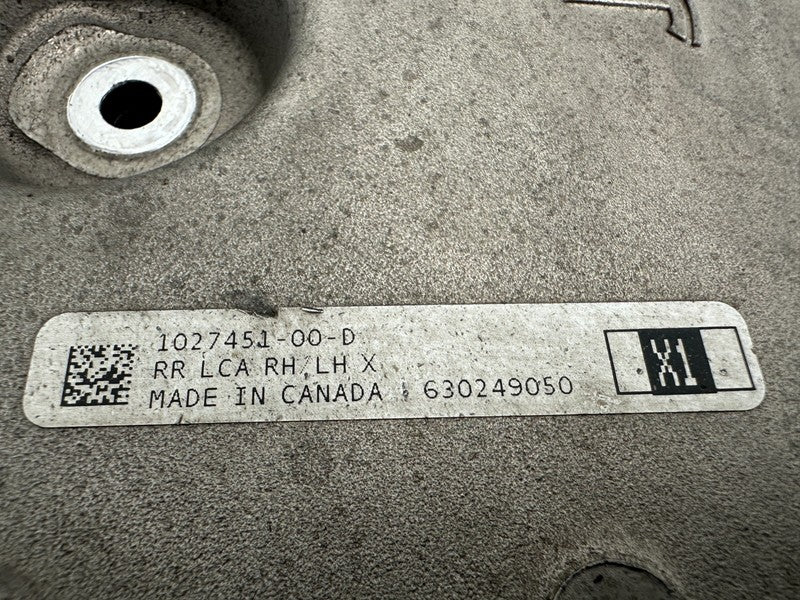 1027451-00-D
RR LCA RH/LH X
MADE IN CANADA 630249050
X1